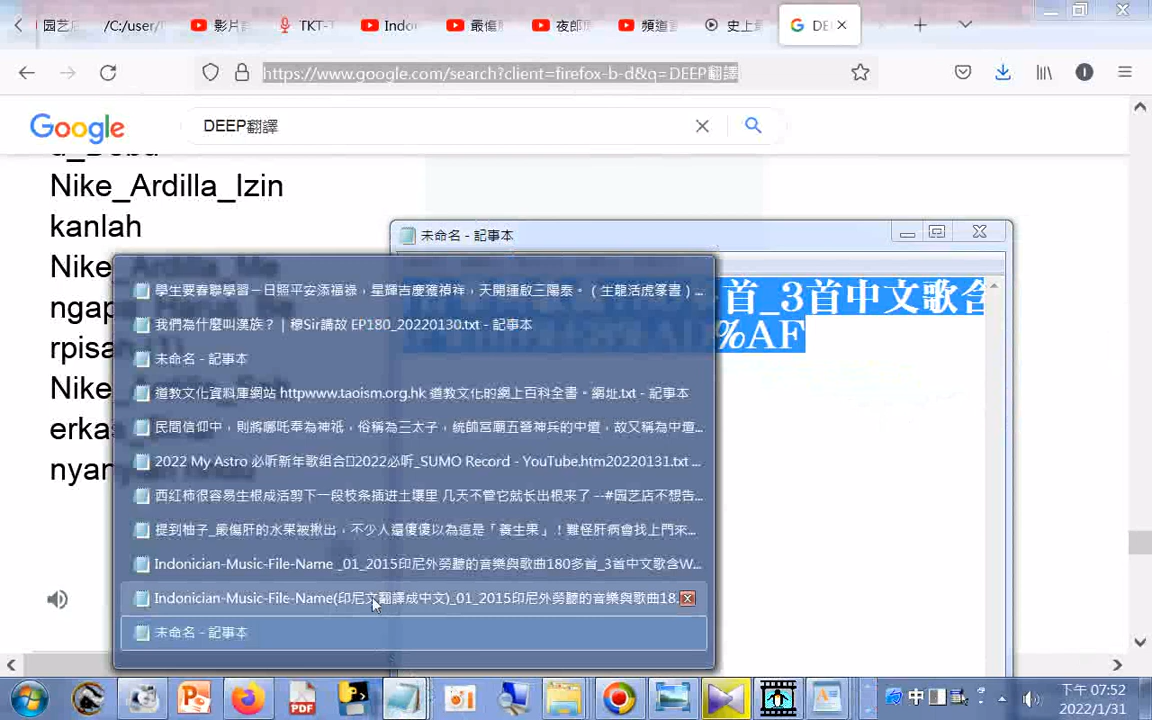 园艺店
/C:/user/
影片
TKT-
Indo
最傷
夜郎
頻道
史上
DE
https://www.google.com/search?client=firefox-b-d&q=DEEP翻譯
Google
DEEP翻譯
Nike_Ardilla_Izin
kanlah
Nike_Ardilla_Me
ngap
rpisan
Nike_
erka
nyan
未命名 - 記事本
首_3首中文歌含
%AF
學生要春聯學習一日照平安添福祿，星輝吉慶獲禎祥，天開運啟三陽泰。（生龍活虎篆書）...
我們為什麼叫漢族？ | 穆Sir講故 EP180_20220130.txt - 記事本
未命名 - 記事本
道教文化資料庫網站 httpwww.taoism.org.hk 道教文化的網上百科全書。網址.txt - 記事本
民間信仰中，則將哪吒奉為神祇，俗稱為三太子，統帥宮廟五營神兵的中壇，故又稱為中壇...
2022 My Astro 必听新年歌組合□2022必听_SUMO Record - YouTube.htm20220131.txt ...
西红柿很容易生根成活剪下一段枝条插进土壤里 几天不管它就长出根来了 --#园艺店不想告...
提到柚子_最傷肝的水果被揪出，不少人還傻傻以為這是「養生果」！難怪肝病會找上門來...
Indonician-Music-File-Name _01_2015印尼外勞聽的音樂與歌曲180多首_3首中文歌含W...
Indonician-Music-File-Name(印尼文翻譯成中文)_01_2015印尼外勞聽的音樂與歌曲18...
未命名 - 記事本
PDF
中
下午 07:52
2022/1/31